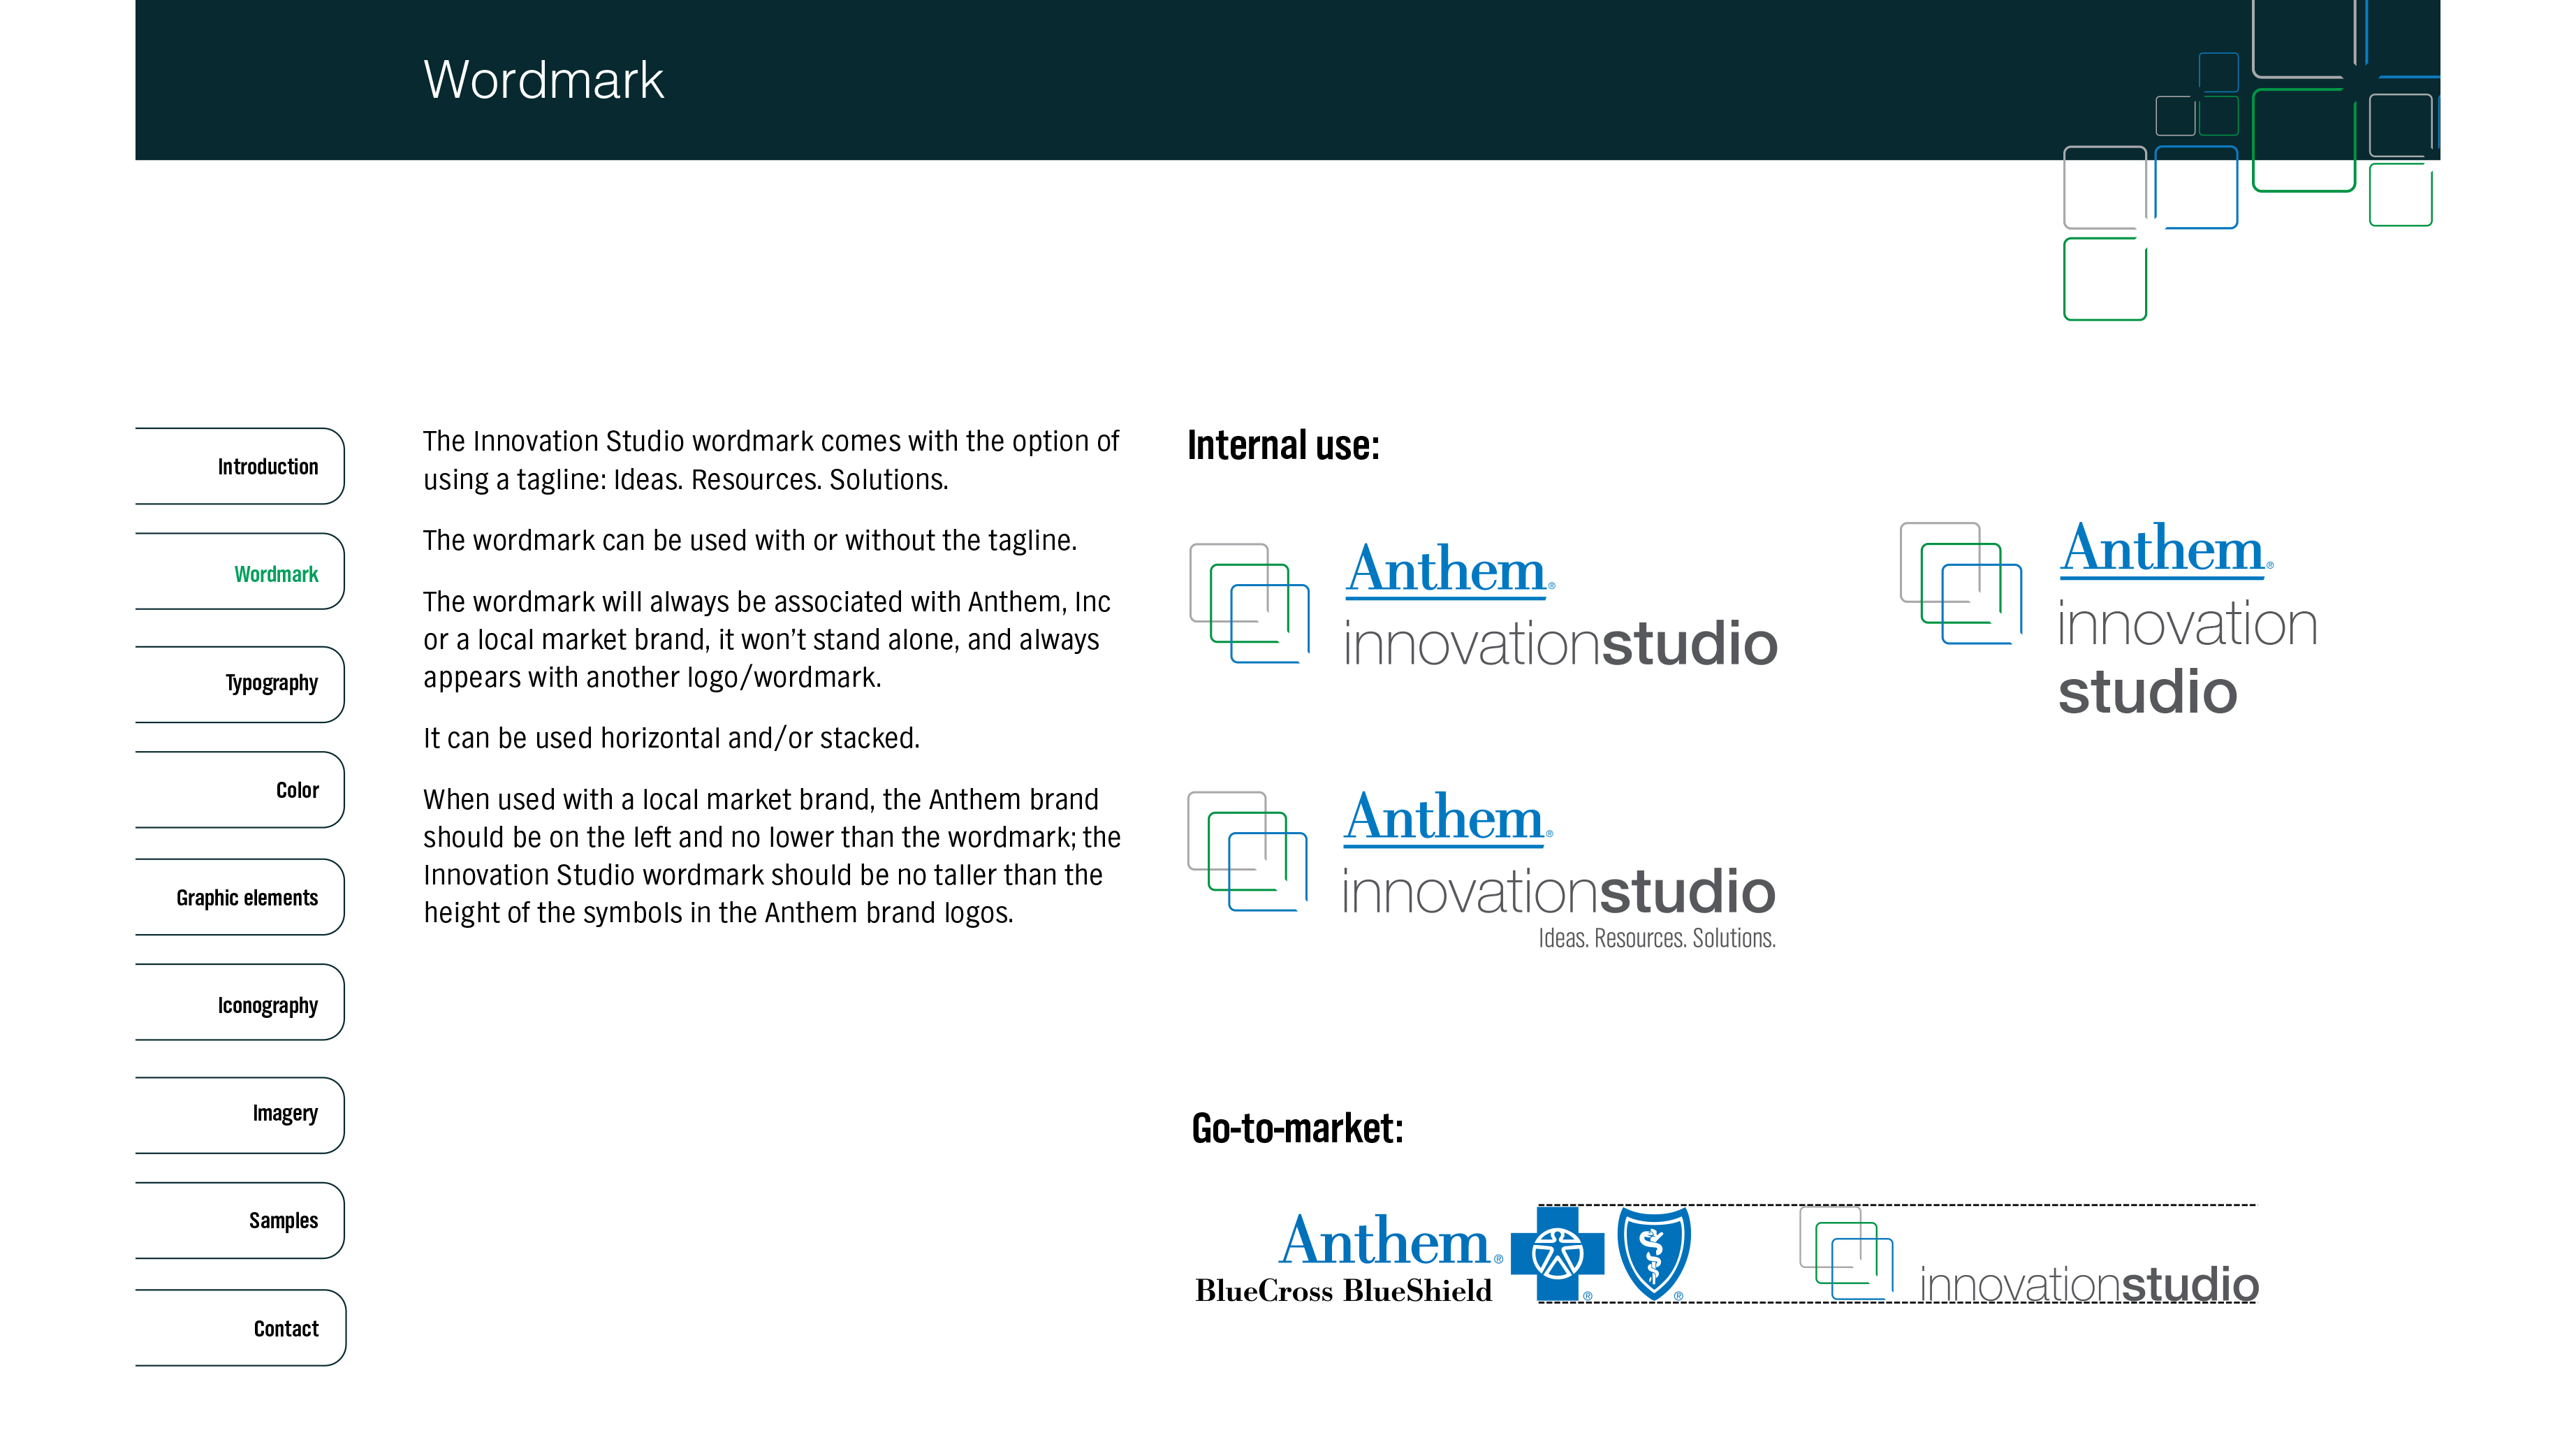 Wordmark
Introduction
Wordmark
Typography
Color
Graphic elements
Iconography
Imagery
Samples
Contact
The Innovation Studio wordmark comes with the option of
using a tagline: Ideas. Resources. Solutions.
The wordmark can be used with or without the tagline.
The wordmark will always be associated with Anthem, Inc
or a local market brand, it won’t stand alone, and always
appears with another logo/wordmark.
It can be used horizontal and/or stacked.
When used with a local market brand, the Anthem brand
should be on the left and no lower than the wordmark; the
Innovation Studio wordmark should be no taller than the
height of the symbols in the Anthem brand logos.
Internal use:
Anthem®
innovationstudio
Anthem®
innovation
studio
Anthem®
innovationstudio
Ideas. Resources. Solutions.
Go-to-market:
Anthem® ® ®
BlueCross BlueShield
innovationstudio